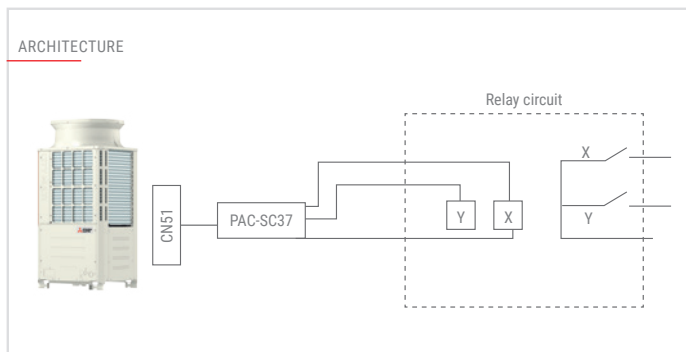 ARCHITECTURE
Relay circuit
X
CN51
PAC-SC37
Y
X
Y